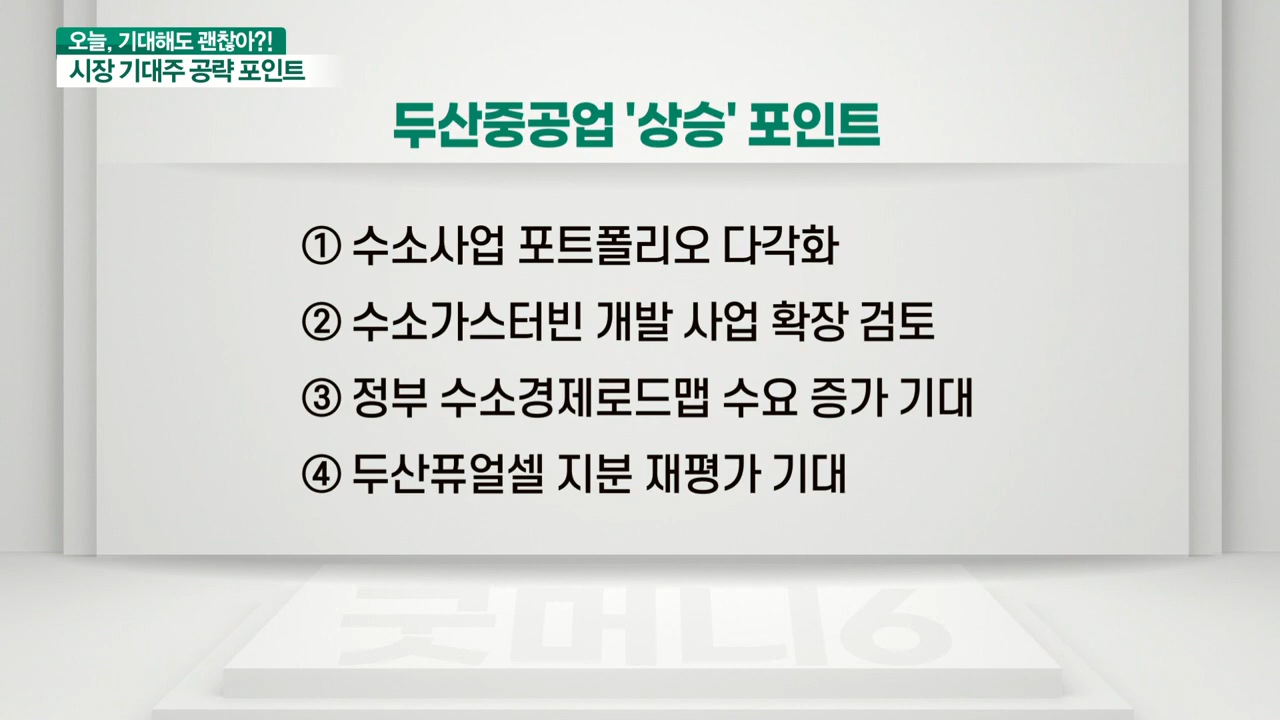 오늘, 기대해도 괜찮아?!
시장 기대주 공략 포인트
두산중공업 '상승' 포인트
① 수소사업 포트폴리오 다각화
② 수소가스터빈 개발 사업 확장 검토
③ 정부 수소경제로드맵 수요 증가 기대
④ 두산퓨얼셀 지분 재평가 기대
굿머니6